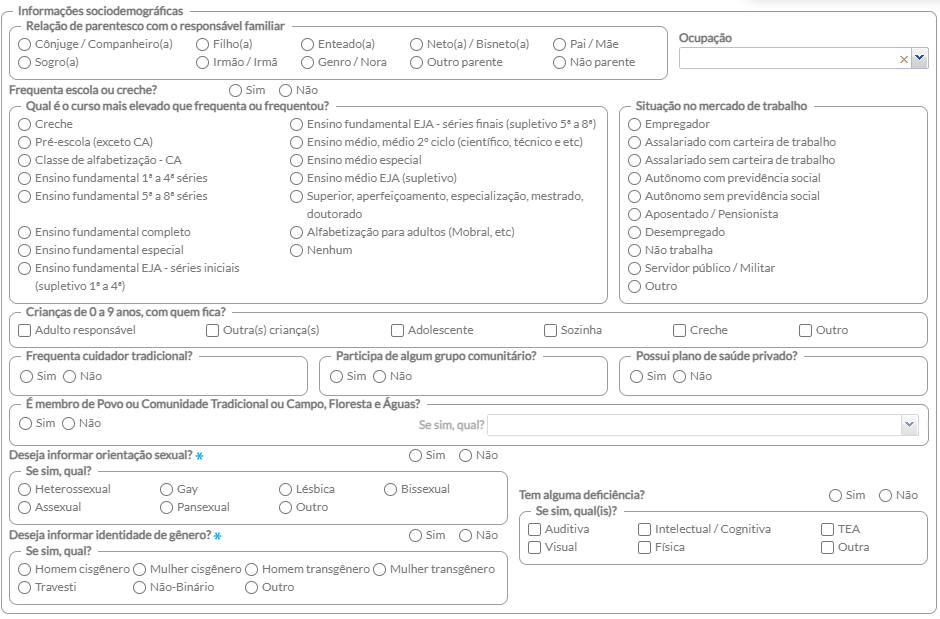 Informações sociodemográficas
Relação de parentesco com o responsável familiar
Cônjuge / Companheiro(a) Filho(a) Enteado(a) Neto(a) / Bisneto(a) Pai / Mãe
Sogro(a) Irmão / Irmã Genro / Nora Outro parente Não parente
Ocupação
Frequenta escola ou creche? Sim Não
Qual é o curso mais elevado que frequenta ou frequentou?
Creche
Pré-escola (exceto CA)
Classe de alfabetização - CA
Ensino fundamental 1ª a 4ª séries
Ensino fundamental 5ª a 8ª séries
Ensino fundamental completo
Ensino fundamental especial
Ensino fundamental EJA - séries iniciais
(supletivo 1ª a 4ª)
Ensino fundamental EJA - séries finais (supletivo 5ª a 8ª)
Ensino médio, médio 2º ciclo (científico, técnico e etc)
Ensino médio especial
Ensino médio EJA (supletivo)
Superior, aperfeiçoamento, especialização, mestrado,
doutorado
Alfabetização para adultos (Mobral, etc)
Nenhum
Situação no mercado de trabalho
Empregador
Assalariado com carteira de trabalho
Assalariado sem carteira de trabalho
Autônomo com previdência social
Autônomo sem previdência social
Aposentado / Pensionista
Desempregado
Não trabalha
Servidor público / Militar
Outro
Crianças de 0 a 9 anos, com quem fica?
Adulto responsável Outra(s) criança(s) Adolescente Sozinha Creche Outro
Frequenta cuidador tradicional?
Sim Não
Participa de algum grupo comunitário?
Sim Não
Possui plano de saúde privado?
Sim Não
É membro de Povo ou Comunidade Tradicional ou Campo, Floresta e Águas?
Sim Não Se sim, qual?
Deseja informar orientação sexual? * Sim Não
Se sim, qual?
Heterossexual Gay Lésbica Bissexual
Assexual Pansexual Outro
Deseja informar identidade de gênero? * Sim Não
Se sim, qual?
Homem cisgênero Mulher cisgênero Homem transgênero Mulher transgênero
Travesti Não-Binário Outro
Tem alguma deficiência? Sim Não
Se sim, qual(is)?
Auditiva Intelectual / Cognitiva TEA
Visual Física Outra